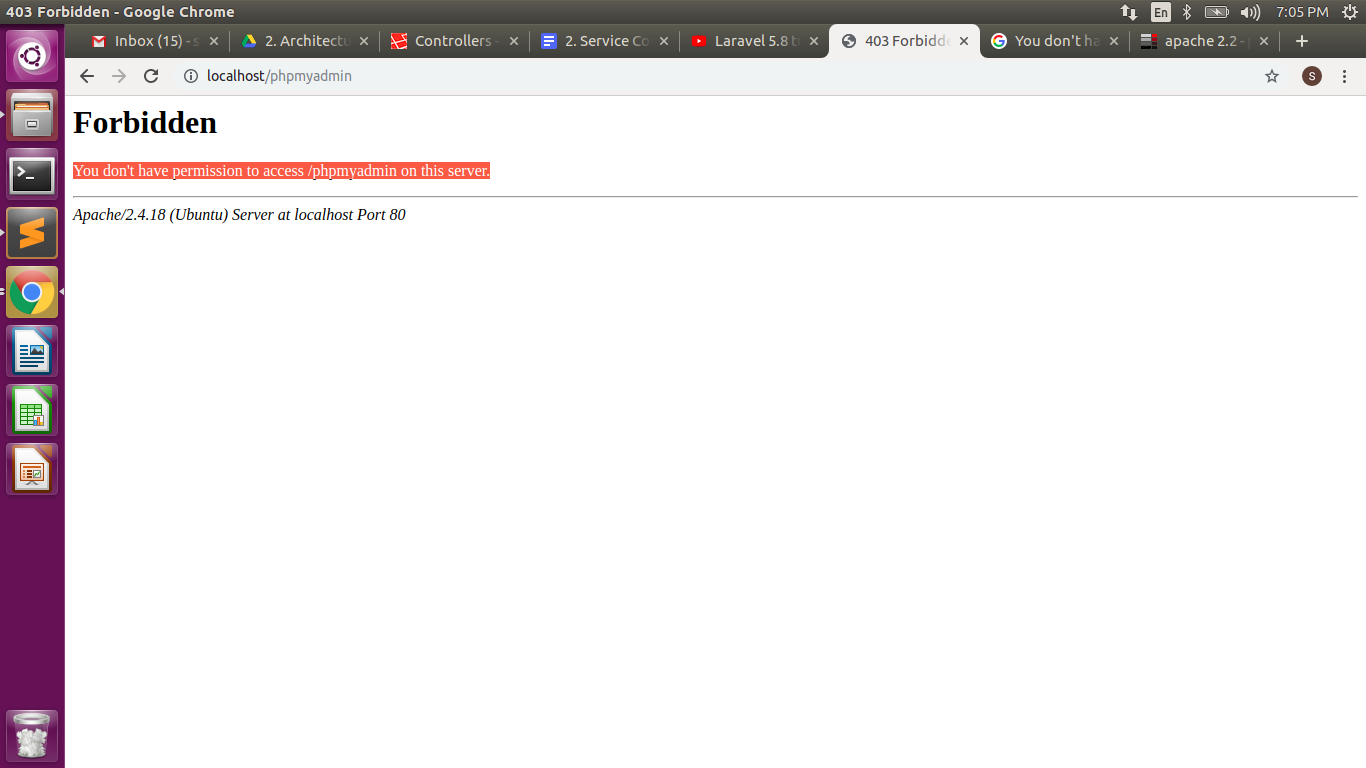 403 Forbidden - Google Chrome
En
7:05 PM
Inbox (15) - s
2. Architectu
Controllers -
2. Service Co
Laravel 5.8 t
403 Forbidde
You don't ha
apache 2.2 -
localhost/phpmyadmin
S
Forbidden
You don't have permission to access /phpmyadmin on this server.
Apache/2.4.18 (Ubuntu) Server at localhost Port 80